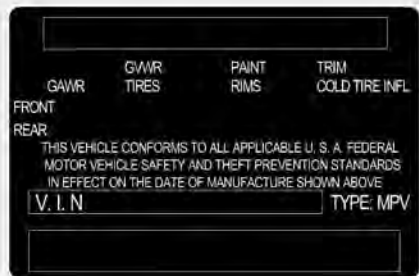 GVWR PAINT TRIM
GAWR TIRES RIMS COLD TIRE INFL
FRONT
REAR
THIS VEHICLE CONFORMS TO ALL APPLICABLE U. S. A. FEDERAL
MOTOR VEHICLE SAFETY AND THEFT PREVENTION STANDARDS
IN EFFECT ON THE DATE OF MANUFACTURE SHOWN ABOVE
V. I. N TYPE: MPV